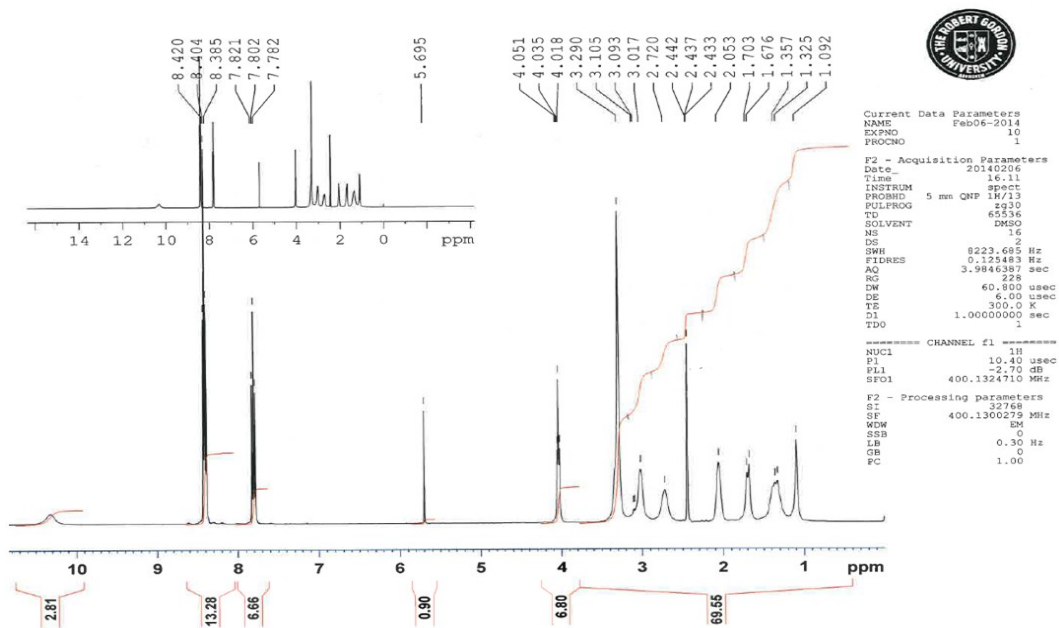 8.420
8.404
8.385
7.821
7.802
7.782
5.695
4.051
4.035
4.018
3.290
3.105
3.093
3.017
2.720
2.442
2.437
2.433
2.053
1.703
1.676
1.357
1.325
1.092
THE ROBERT GORDON UNIVERSITY
ABERDEEN
14 12 10 8 6 4 2 0 ppm
Current Data Parameters
NAME Feb06-2014
EXPNO 10
PROCNO 1
F2 - Acquisition Parameters
Date_ 20140206
Time 16.11
INSTRUM spect
PROBHD 5 mm QNP 1H/13
PULPROG zg30
TD 65536
SOLVENT DMSO
NS 16
DS 2
SWH 8223.685 Hz
FIDRES 0.125483 Hz
AQ 3.9846387 sec
RG 228
DW 60.800 usec
DE 6.00 usec
TE 300.0 K
D1 1.00000000 sec
TD0 1
======== CHANNEL f1 ========
NUC1 1H
P1 10.40 usec
PL1 -2.70 dB
SFO1 400.1324710 MHz
F2 - Processing parameters
SI 32768
SF 400.1300279 MHz
WDW EM
SSB 0
LB 0.30 Hz
GB 0
PC 1.00
10 9 8 7 6 5 4 3 2 1 ppm
2.81
13.28
6.66
0.90
6.80
69.55